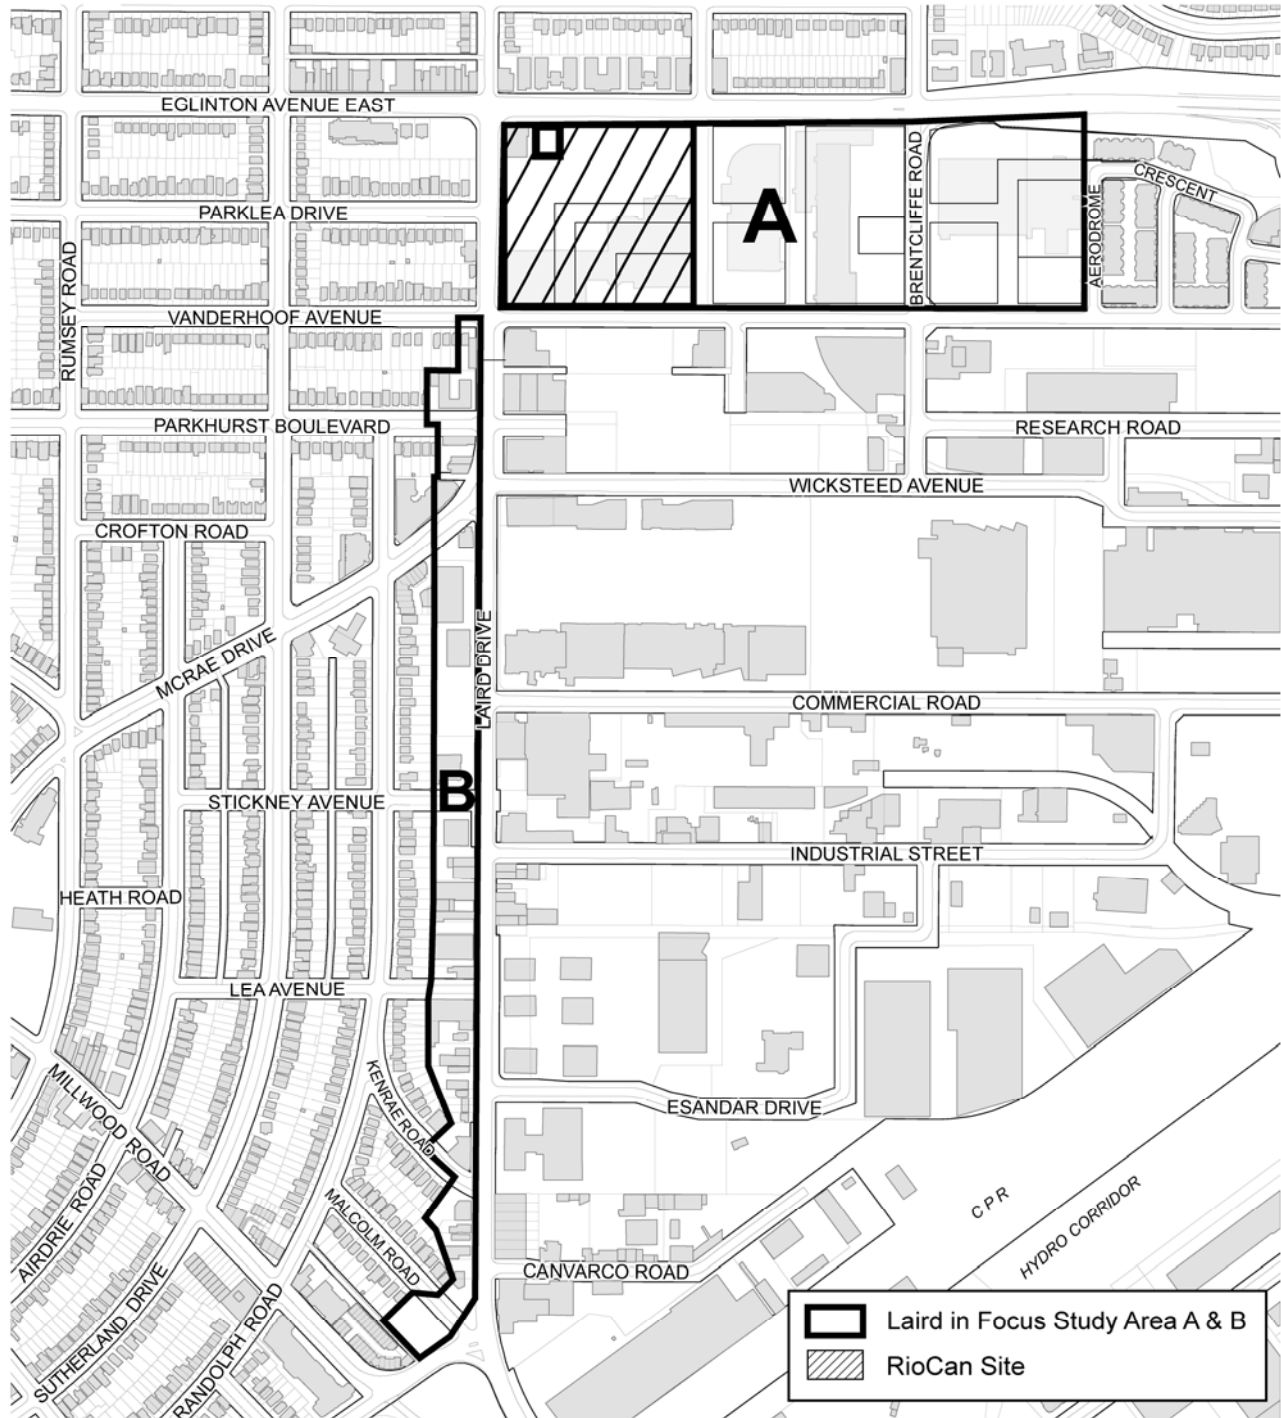 EGLINTON AVENUE EAST
PARKLEA DRIVE
RUMSEY ROAD
VANDERHOOF AVENUE
A
BRENTCLIFFE ROAD
AERODROME
CRESCENT
PARKHURST BOULEVARD
RESEARCH ROAD
WICKSTEED AVENUE
CROFTON ROAD
MCRAE DRIVE
LAIRD DRIVE
COMMERCIAL ROAD
B
STICKNEY AVENUE
INDUSTRIAL STREET
HEATH ROAD
LEA AVENUE
MILLWOOD ROAD
KENRAE ROAD
ESANDAR DRIVE
AIRDRIE ROAD
MALCOLM ROAD
CPR
HYDRO CORRIDOR
SUTHERLAND DRIVE
RANDOLPH ROAD
CANVARCO ROAD
Laird in Focus Study Area A & B
RioCan Site